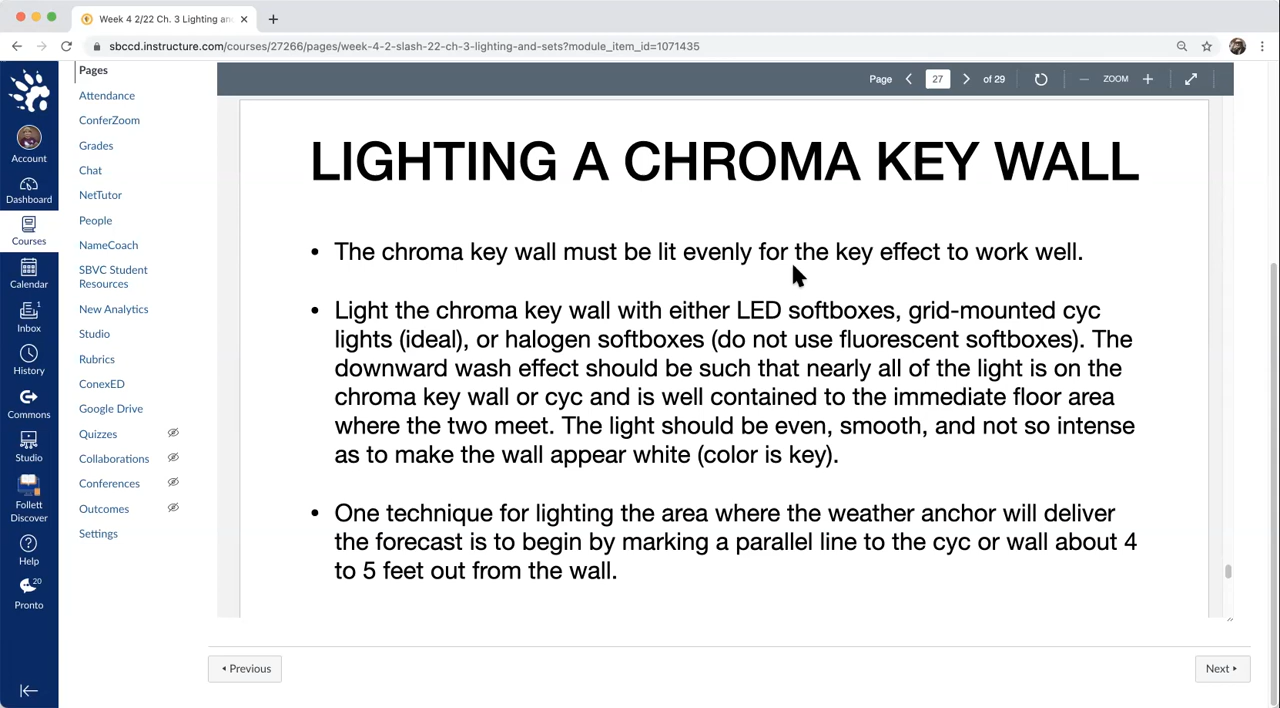 Week 4 2/22 Ch. 3 Lighting an
sbccd.instructure.com/courses/27266/pages/week-4-2-slash-22-ch-3-lighting-and-sets?module_item_id=1071435
Account
Dashboard
Courses
Calendar
1
Inbox
History
Commons
Studio
Follett
Discover
Help
20
Pronto
Pages
Attendance
ConferZoom
Grades
Chat
NetTutor
People
NameCoach
SBVC Student
Resources
New Analytics
Studio
Rubrics
ConexED
Google Drive
Quizzes
Collaborations
Conferences
Outcomes
Settings
Page 27 of 29 ZOOM
LIGHTING A CHROMA KEY WALL
• The chroma key wall must be lit evenly for the key effect to work well.
• Light the chroma key wall with either LED softboxes, grid-mounted cyc
lights (ideal), or halogen softboxes (do not use fluorescent softboxes). The
downward wash effect should be such that nearly all of the light is on the
chroma key wall or cyc and is well contained to the immediate floor area
where the two meet. The light should be even, smooth, and not so intense
as to make the wall appear white (color is key).
• One technique for lighting the area where the weather anchor will deliver
the forecast is to begin by marking a parallel line to the cyc or wall about 4
to 5 feet out from the wall.
Previous
Next